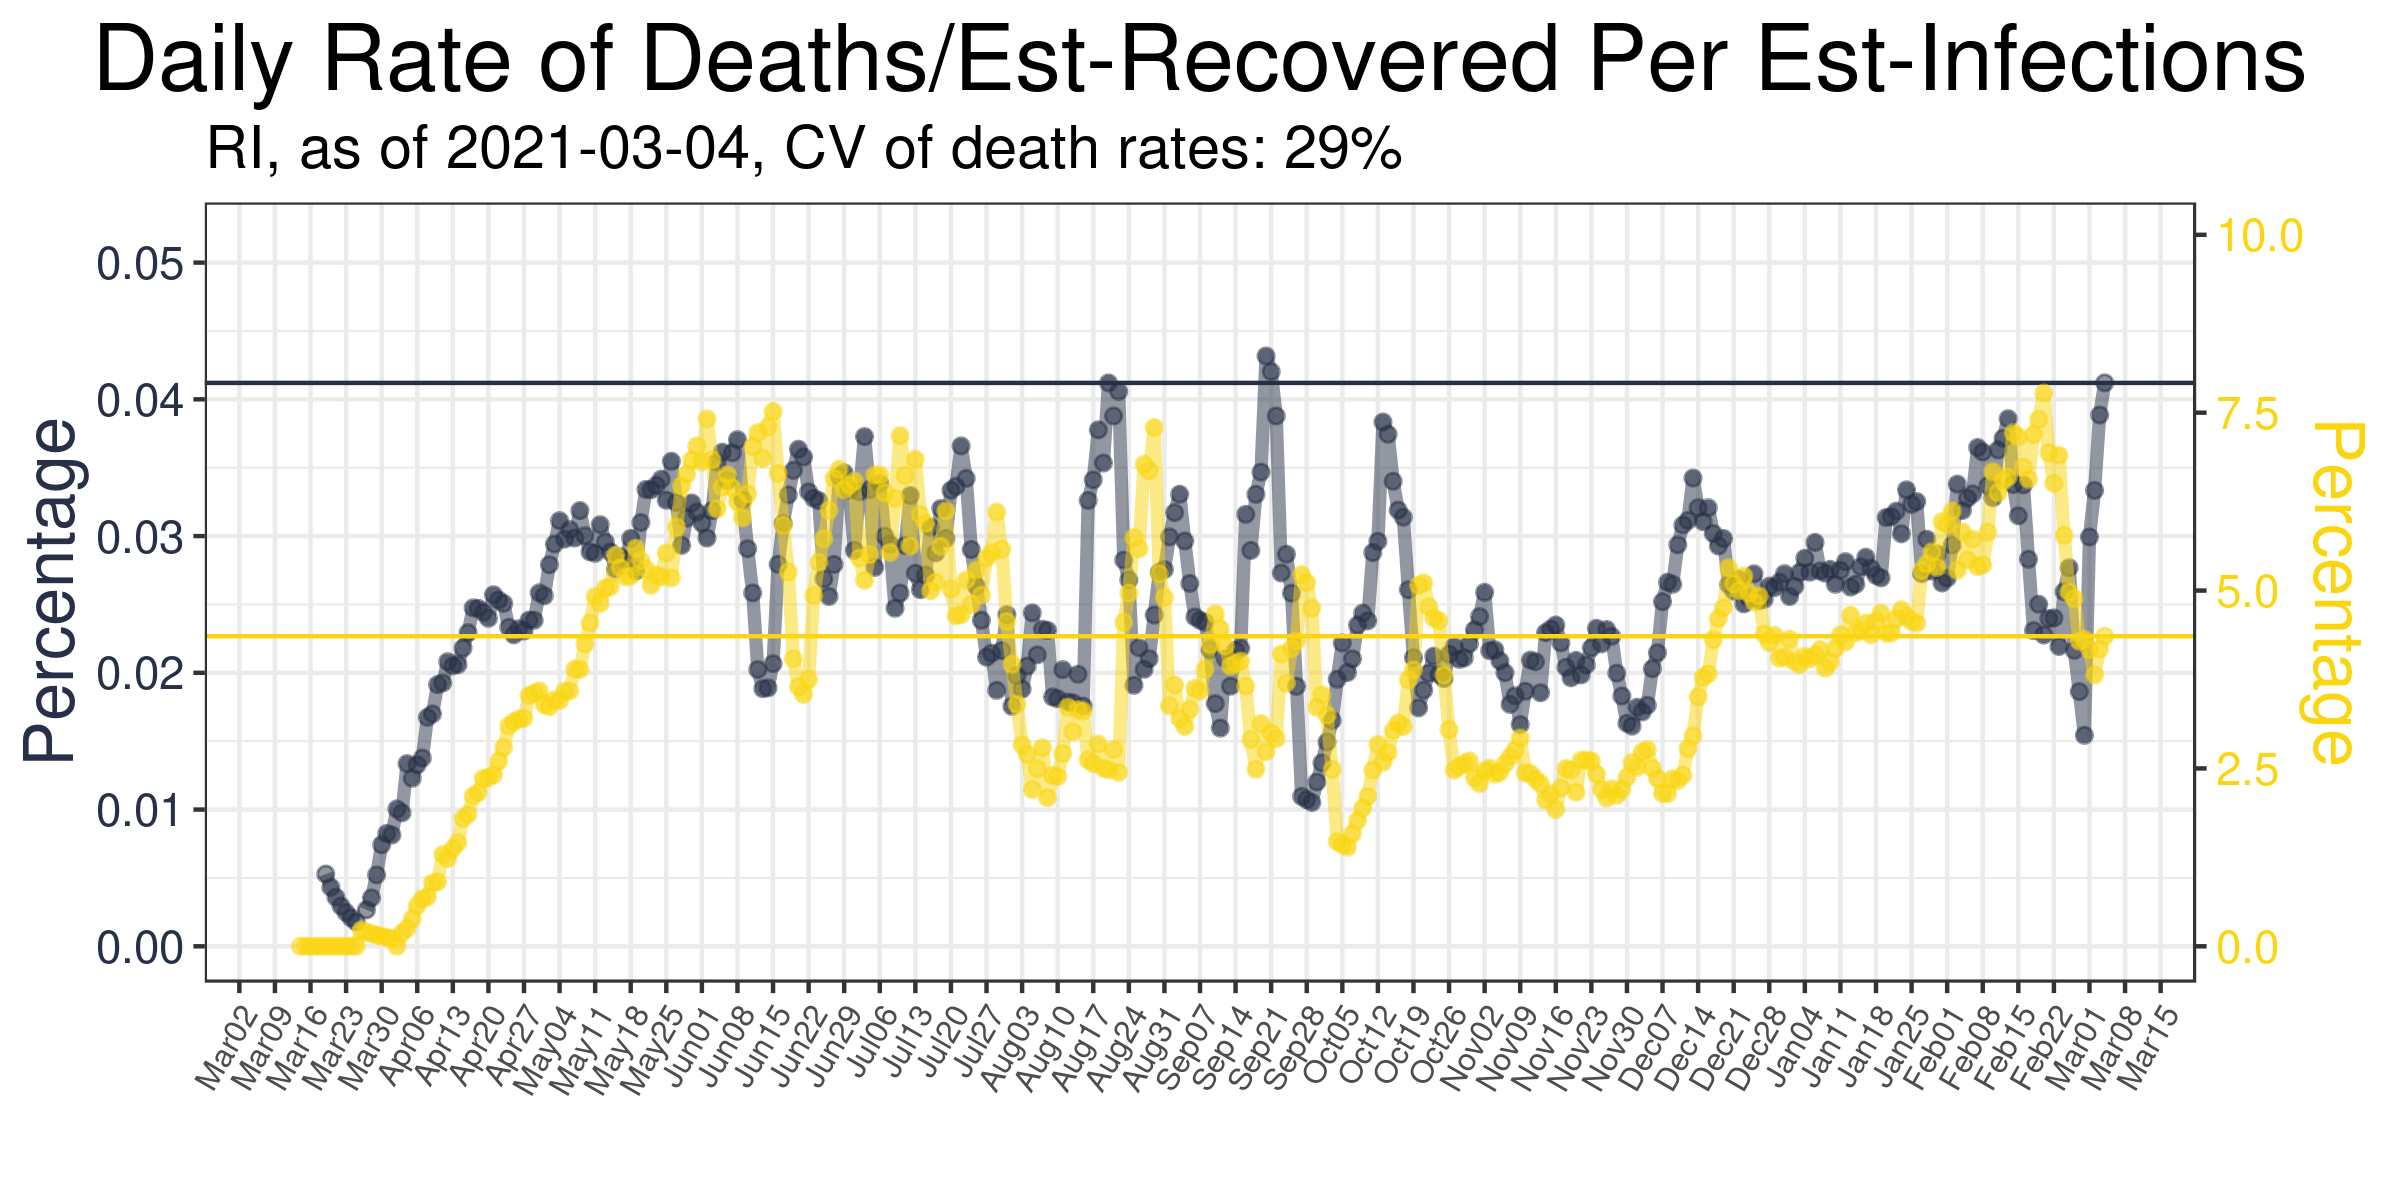 Daily Rate of Deaths/Est-Recovered Per Est-Infections
RI, as of 2021-03-04, CV of death rates: 29%
Percentage
0.05
0.04
0.03
0.02
0.01
0.00
10.0
7.5
5.0
2.5
0.0
Percentage
Mar02
Mar09
Mar16
Mar23
Mar30
Apr06
Apr13
Apr20
Apr27
May04
May11
May18
May25
Jun01
Jun08
Jun15
Jun22
Jun29
Jul06
Jul13
Jul20
Jul27
Aug03
Aug10
Aug17
Aug24
Aug31
Sep07
Sep14
Sep21
Sep28
Oct05
Oct12
Oct19
Oct26
Nov02
Nov09
Nov16
Nov23
Nov30
Dec07
Dec14
Dec21
Dec28
Jan04
Jan11
Jan18
Jan25
Feb01
Feb08
Feb15
Feb22
Mar01
Mar08
Mar15